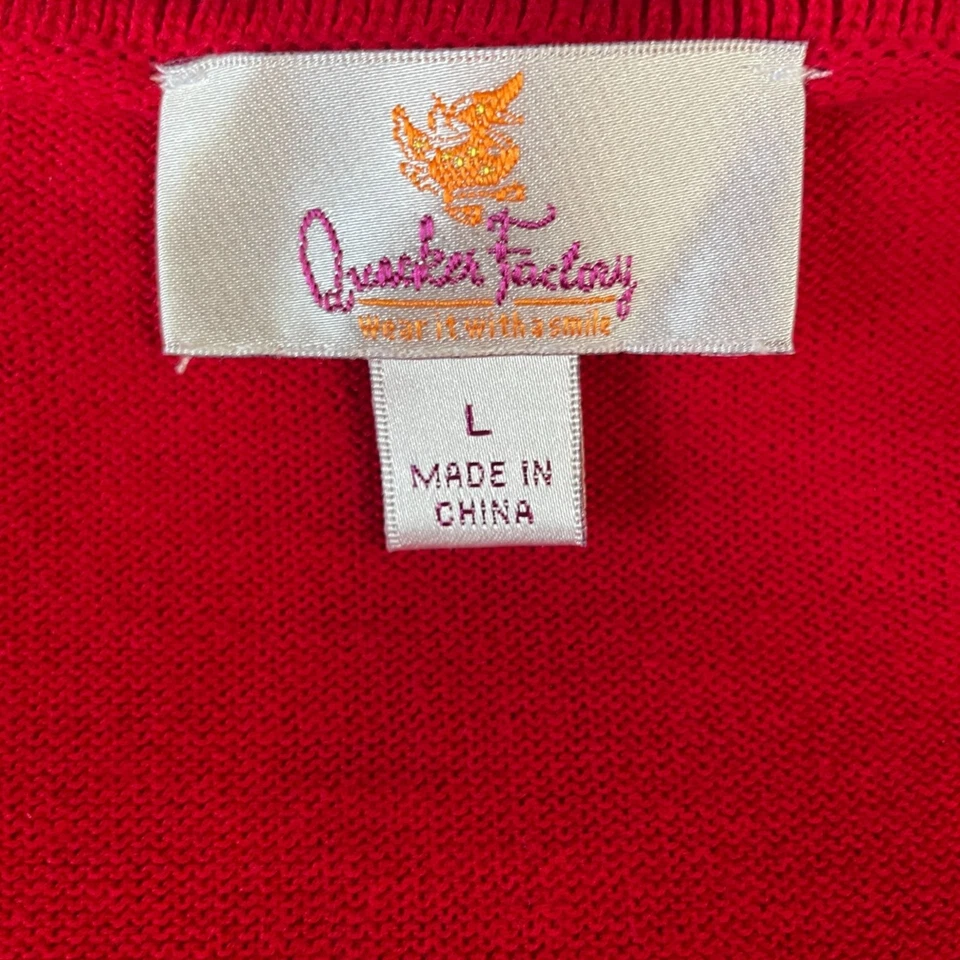 Quacker Factory
Wear it with a smile
L
MADE IN
CHINA